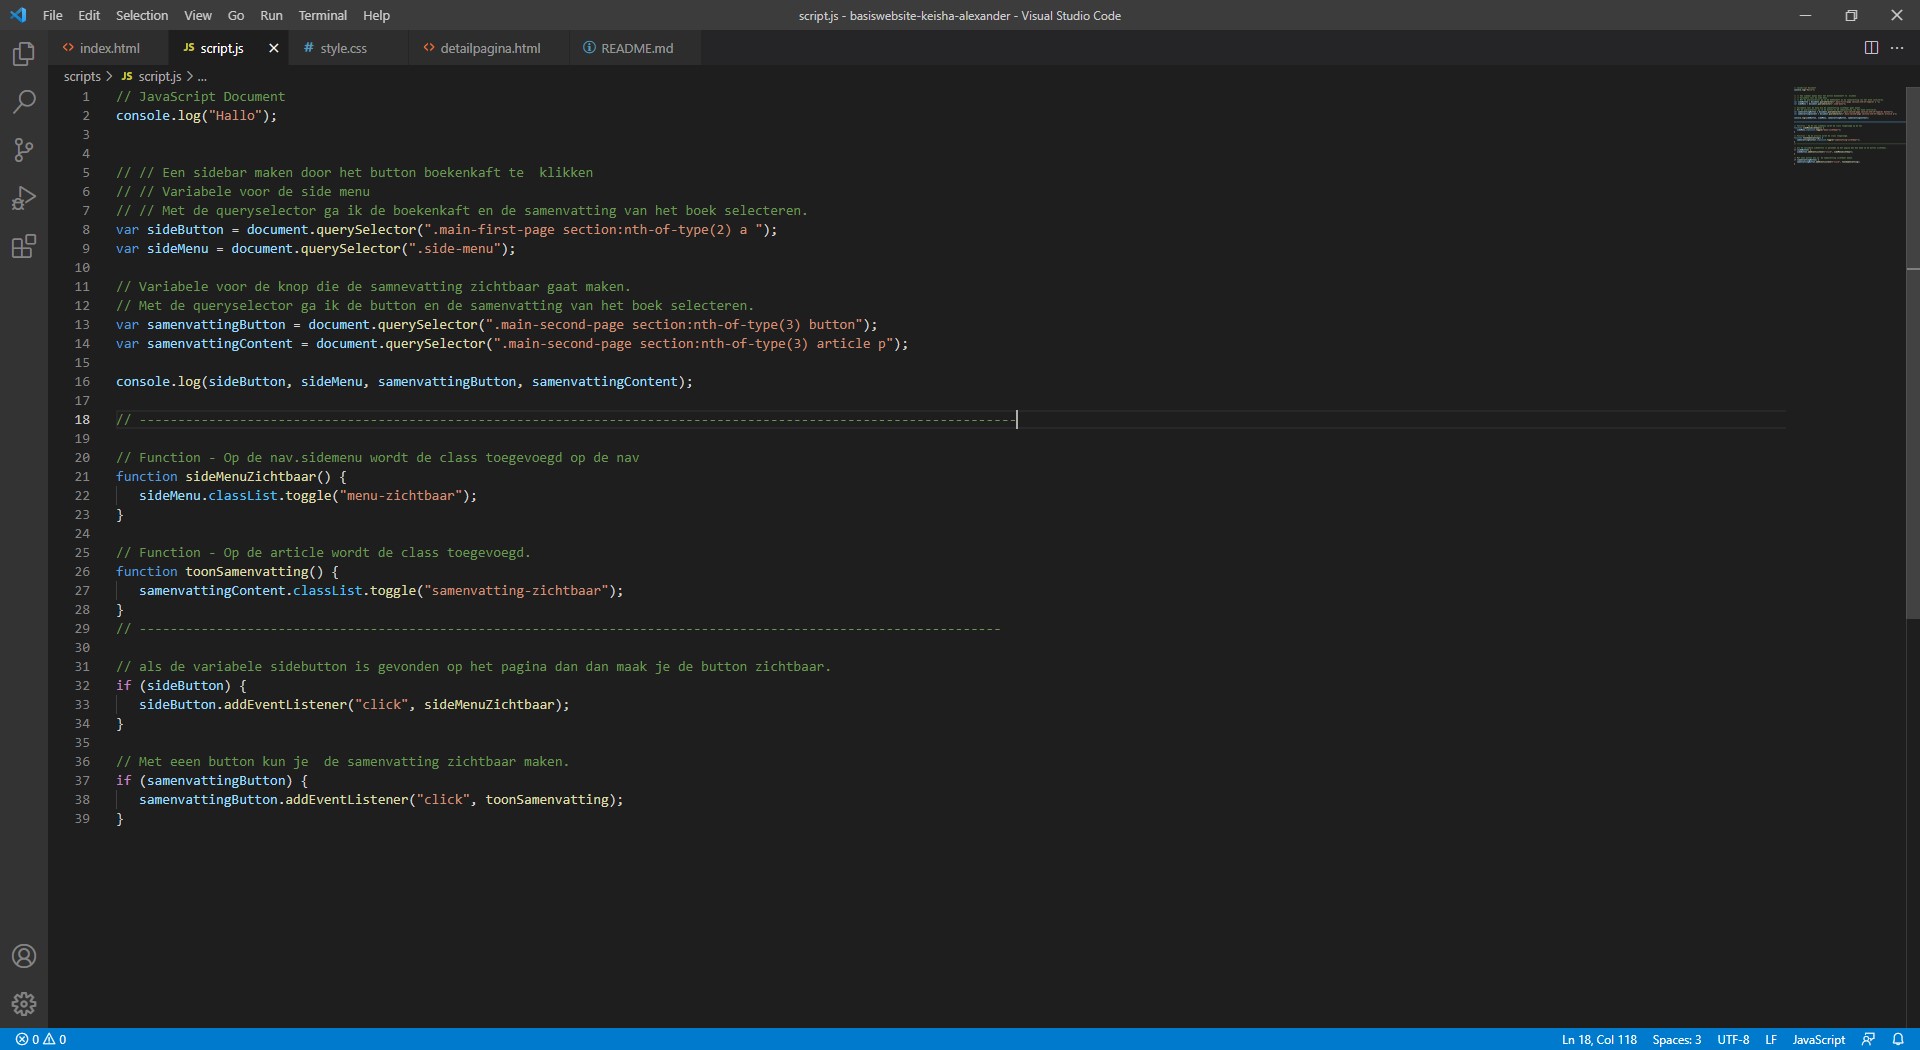 File Edit Selection View Go Run Terminal Help
script.js - basiswebsite-keisha-alexander - Visual Studio Code
index.html
JS script.js
# style.css
detailpagina.html
README.md
scripts > JS script.js > ...
1 // JavaScript Document
2 console.log("Hallo");
3
4
5 // // Een sidebar maken door het button boekenkaft te  klikken
6 // // Variabele voor de side menu
7 // // Met de queryselector ga ik de boekenkaft en de samenvatting van het boek selecteren.
8 var sideButton = document.querySelector(".main-first-page section:nth-of-type(2) a ");
9 var sideMenu = document.querySelector(".side-menu");
10
11 // Variabele voor de knop die de samnevatting zichtbaar gaat maken.
12 // Met de queryselector ga ik de button en de samenvatting van het boek selecteren.
13 var samenvattingButton = document.querySelector(".main-second-page section:nth-of-type(3) button");
14 var samenvattingContent = document.querySelector(".main-second-page section:nth-of-type(3) article p");
15
16 console.log(sideButton, sideMenu, samenvattingButton, samenvattingContent);
17
18 // ------------------------------------------------------------------------------------------------------------------
19
20 // Function - Op de nav.sidemenu wordt de class toegevoegd op de nav
21 function sideMenuZichtbaar() {
22    sideMenu.classList.toggle("menu-zichtbaar");
23 }
24
25 // Function - Op de article wordt de class toegevoegd.
26 function toonSamenvatting() {
27    samenvattingContent.classList.toggle("samenvatting-zichtbaar");
28 }
29 // ----------------------------------------------------------------------------------------------------------------
30
31 // als de variabele sidebutton is gevonden op het pagina dan dan maak je de button zichtbaar.
32 if (sideButton) {
33    sideButton.addEventListener("click", sideMenuZichtbaar);
34 }
35
36 // Met eeen button kun je  de samenvatting zichtbaar maken.
37 if (samenvattingButton) {
38    samenvattingButton.addEventListener("click", toonSamenvatting);
39 }
0 0
Ln 18, Col 118 Spaces: 3 UTF-8 LF JavaScript